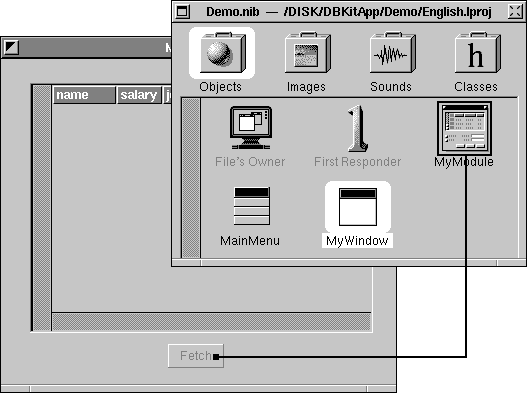 Demo.nib — /DISK/DBKitApp/Demo/English.lproj
Objects Images Sounds Classes
h
File's Owner First Responder MyModule
MainMenu MyWindow
name salary
Fetch